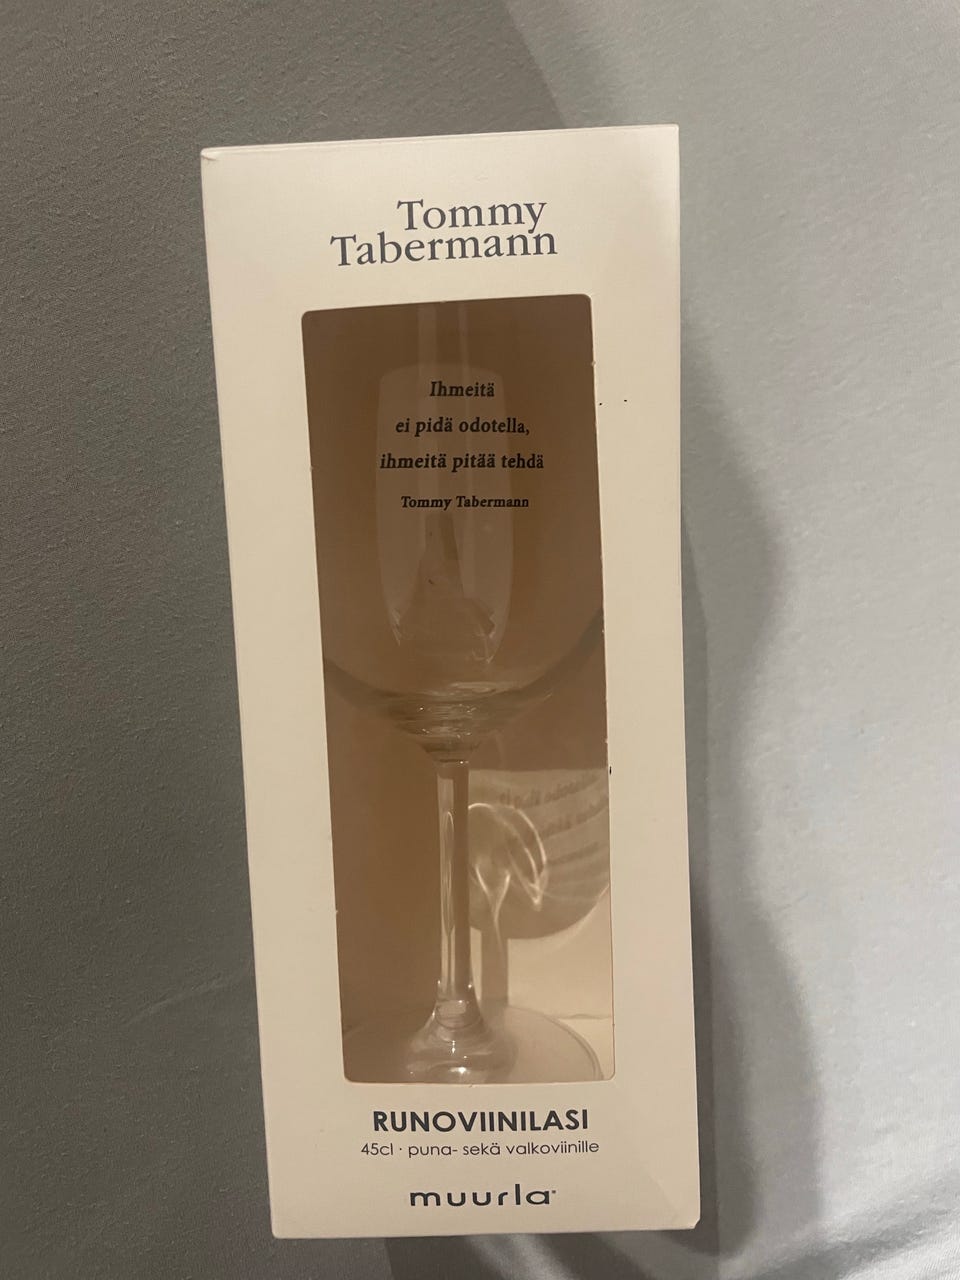 Tommy
Tabermann
Ihmeitä
ei pidä odotella,
ihmeitä pitää tehdä
Tommy Tabermann
RUNOVIINILASI
45cl · puna- sekä valkoviinille
muurla®